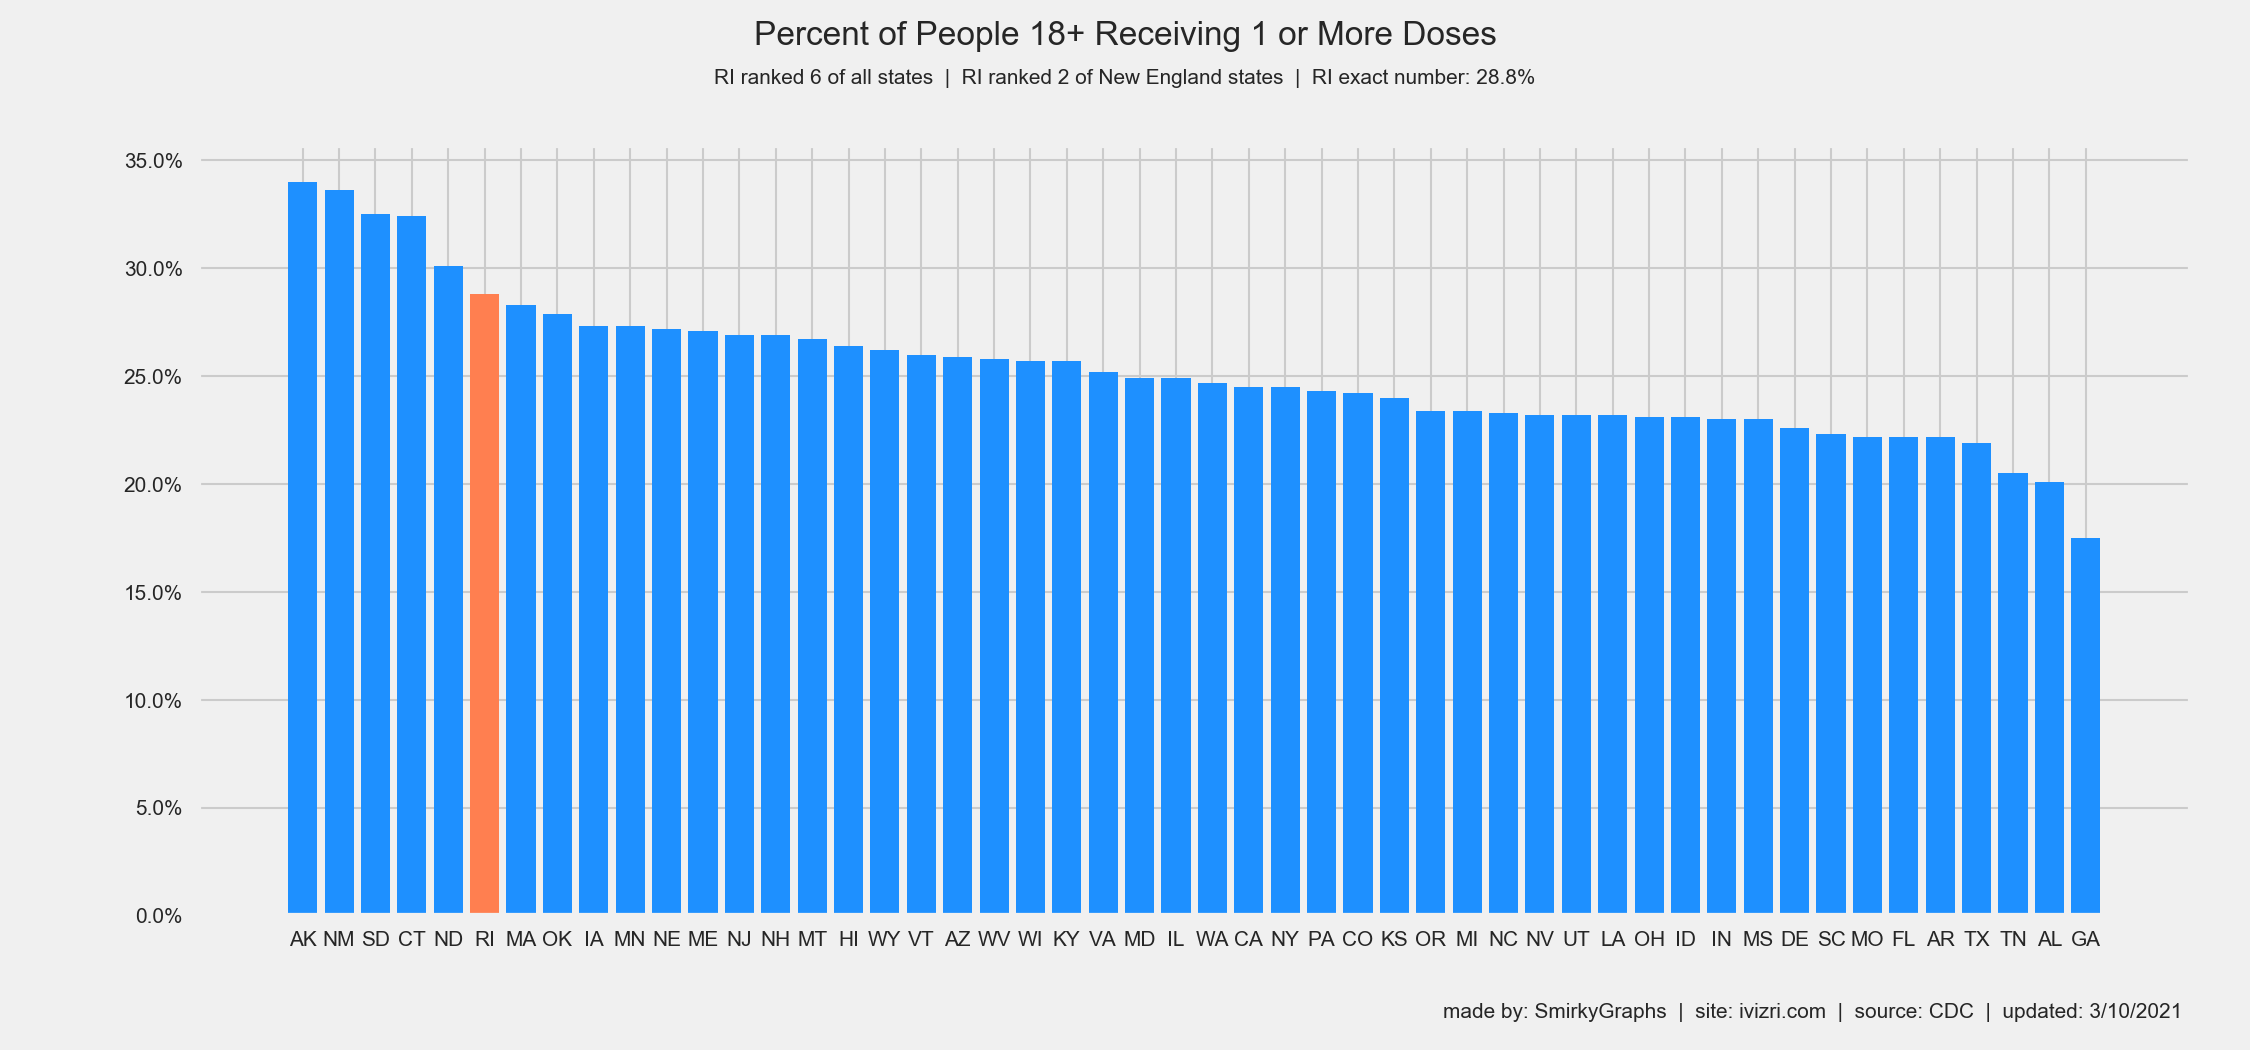 Percent of People 18+ Receiving 1 or More Doses
RI ranked 6 of all states | RI ranked 2 of New England states | RI exact number: 28.8%
35.0%
30.0%
25.0%
20.0%
15.0%
10.0%
5.0%
0.0%
AK NM SD CT ND RI MA OK IA MN NE ME NJ NH MT HI WY VT AZ WV WI KY VA MD IL WA CA NY PA CO KS OR MI NC NV UT LA OH ID IN MS DE SC MO FL AR TX TN AL GA
made by: SmirkyGraphs | site: ivizri.com | source: CDC | updated: 3/10/2021